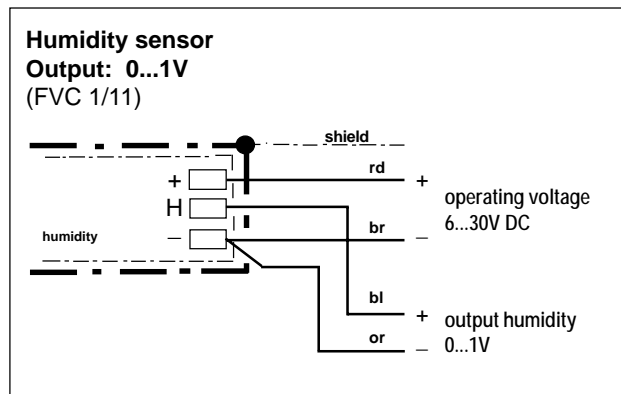 Humidity sensor
Output: 0...1V
(FVC 1/11)
shield
rd
+ +
operating voltage
H
6...30V DC
humidity
– br –
bl
+ output humidity
0...1V
or –